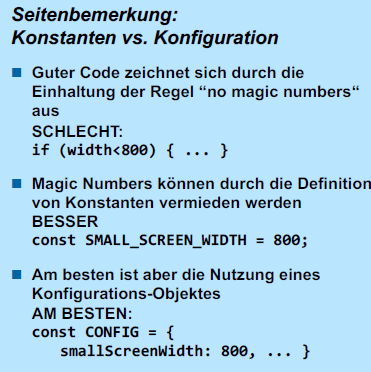 Seitenbemerkung:
Konstanten vs. Konfiguration
Guter Code zeichnet sich durch die
Einhaltung der Regel “no magic numbers“
aus
SCHLECHT:
if (width<800) { ... }
Magic Numbers können durch die Definition
von Konstanten vermieden werden
BESSER
const SMALL_SCREEN_WIDTH = 800;
Am besten ist aber die Nutzung eines
Konfigurations-Objektes
AM BESTEN:
const CONFIG = {
smallScreenWidth: 800, ... }